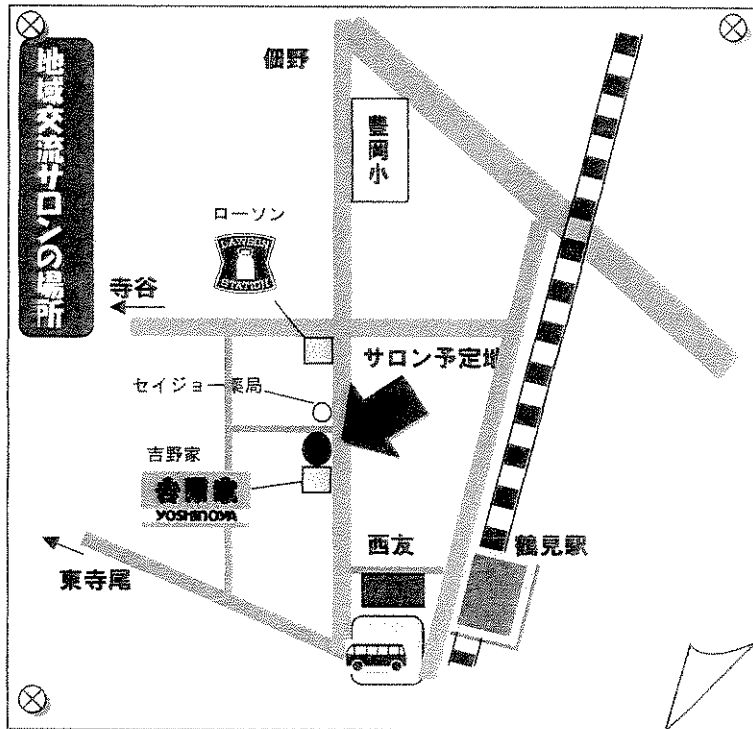 地域交流サロンの場所
佃野
豊岡小
ローソン
LAWSON
STATION
寺谷
サロン予定地
セイジョー薬局
吉野家
吉野家
YOSHINOYA
東寺尾
西友
鶴見駅